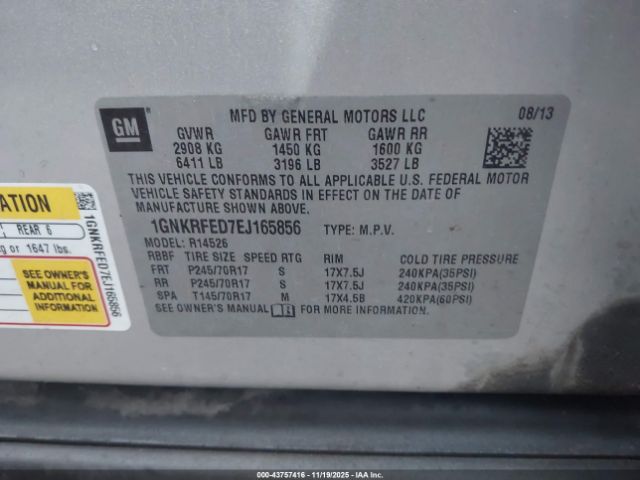 GM
MFD BY GENERAL MOTORS LLC 08/13
GVWR GAWR FRT GAWR RR
2908 KG 1450 KG 1600 KG
6411 LB 3196 LB 3527 LB
THIS VEHICLE CONFORMS TO ALL APPLICABLE U.S. FEDERAL MOTOR
VEHICLE SAFETY STANDARDS IN EFFECT ON THE DATE OF
MANUFACTURE SHOWN ABOVE.
1GNKRFED7EJ165856 TYPE: M.P.V.
MODEL: R14526
RBBF TIRE SIZE SPEED RTG RIM COLD TIRE PRESSURE
FRT P245/70R17 S 17X7.5J 240KPA(35PSI)
RR P245/70R17 S 17X7.5J 240KPA(35PSI)
SPA T145/70R17 M 17X4.5B 420KPA(60PSI)
SEE OWNER'S MANUAL FOR MORE INFORMATION.
REAR 6
or 1647 lbs.
SEE OWNER'S
MANUAL FOR
ADDITIONAL
INFORMATION
1GNKRFED7EJ165856
000-43757416 - 11/19/2025 - IAA Inc.